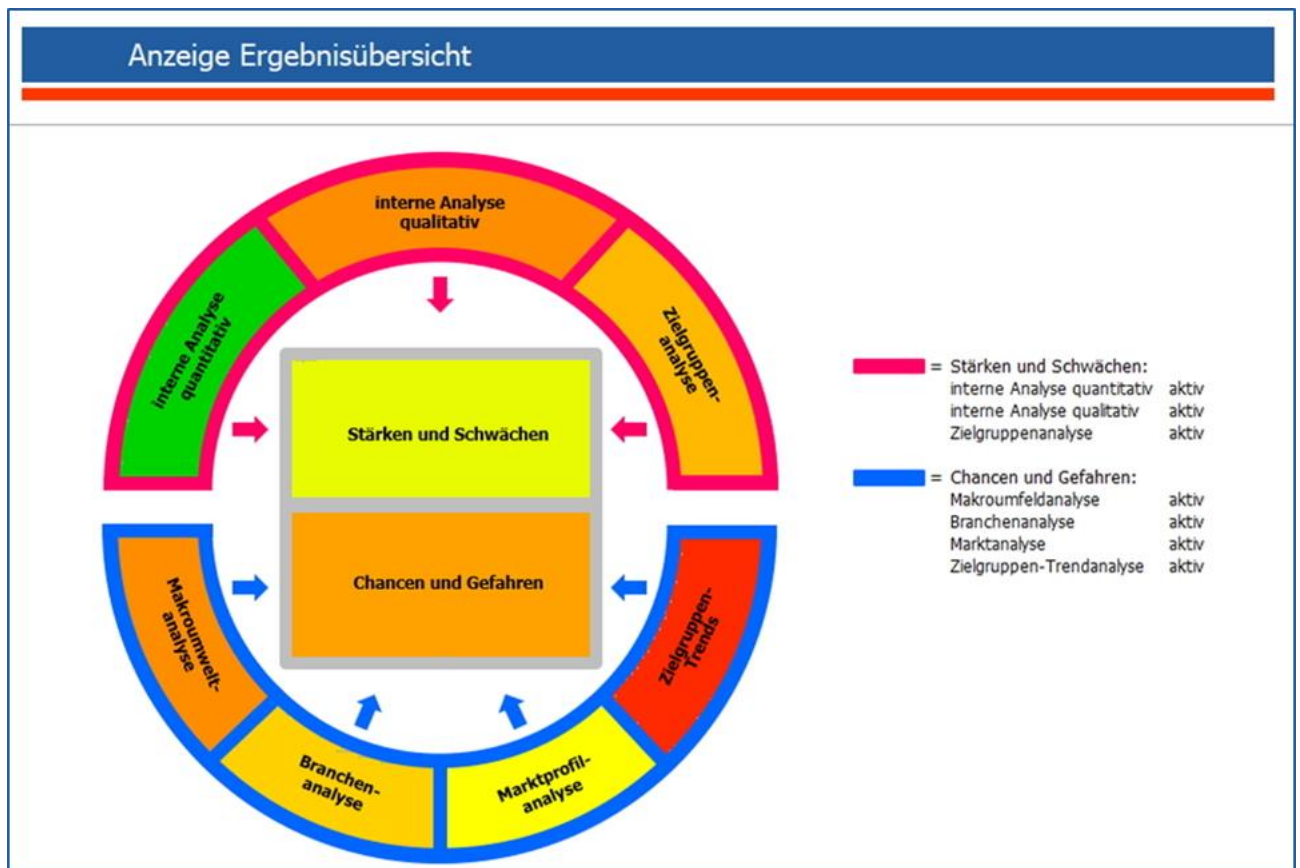 Anzeige Ergebnisübersicht
interne Analyse
qualitativ
interne Analyse
quantitativ
Zielgruppen-
analyse
Stärken und Schwächen
Chancen und Gefahren
Makroumwelt-
analyse
Branchen-
analyse
Marktprofil-
analyse
Zielgruppen-
Trends
= Stärken und Schwächen:
interne Analyse quantitativ aktiv
interne Analyse qualitativ aktiv
Zielgruppenanalyse aktiv
= Chancen und Gefahren:
Makroumfeldanalyse aktiv
Branchenanalyse aktiv
Marktanalyse aktiv
Zielgruppen-Trendanalyse aktiv